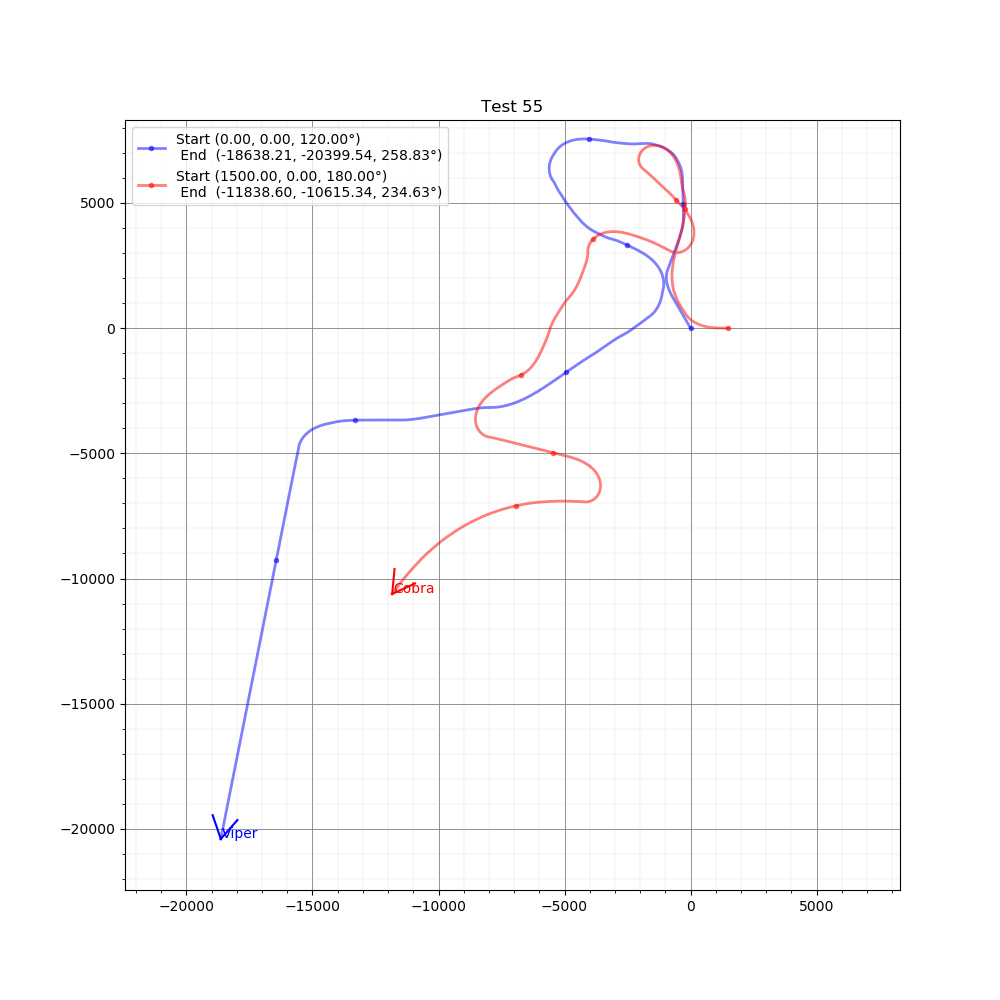 Test 55
Start (0.00, 0.00, 120.00°)
End (-18638.21, -20399.54, 258.83°)
Start (1500.00, 0.00, 180.00°)
End (-11838.60, -10615.34, 234.63°)
5000
0
−5000
−10000
−15000
−20000
Cobra
Viper
−20000 −15000 −10000 −5000 0 5000